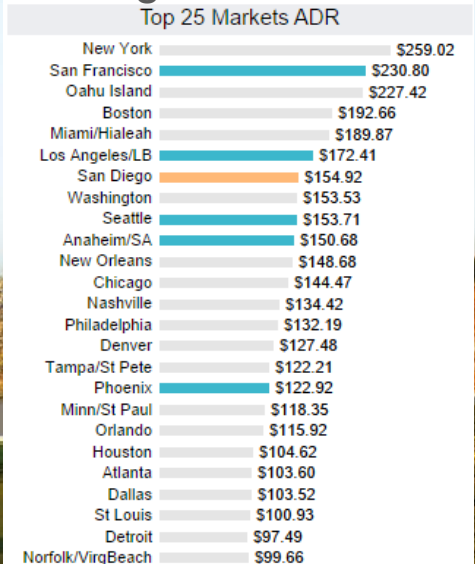 Top 25 Markets ADR
New York $259.02
San Francisco $230.80
Oahu Island $227.42
Boston $192.66
Miami/Hialeah $189.87
Los Angeles/LB $172.41
San Diego $154.92
Washington $153.53
Seattle $153.71
Anaheim/SA $150.68
New Orleans $148.68
Chicago $144.47
Nashville $134.42
Philadelphia $132.19
Denver $127.48
Tampa/St Pete $122.21
Phoenix $122.92
Minn/St Paul $118.35
Orlando $115.92
Houston $104.62
Atlanta $103.60
Dallas $103.52
St Louis $100.93
Detroit $97.49
Norfolk/VirgBeach $99.66